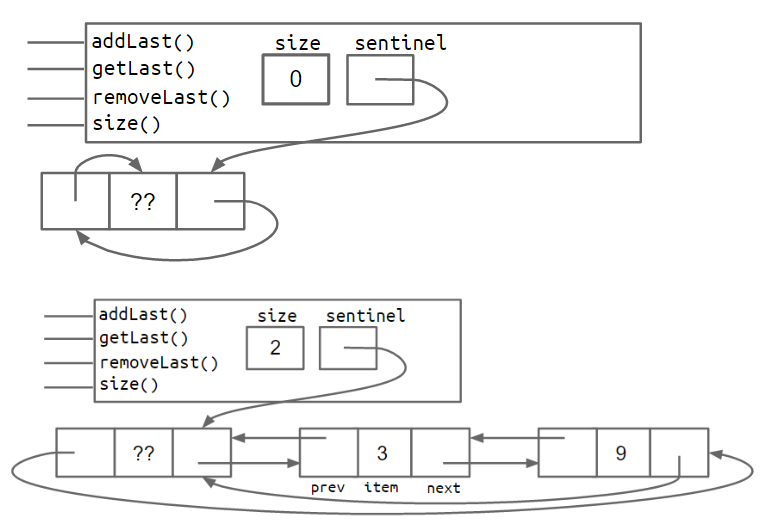 addLast() size sentinel
getLast() 0
removeLast()
size()
??
addLast() size sentinel
getLast() 2
removeLast()
size()
?? 3 9
prev item next